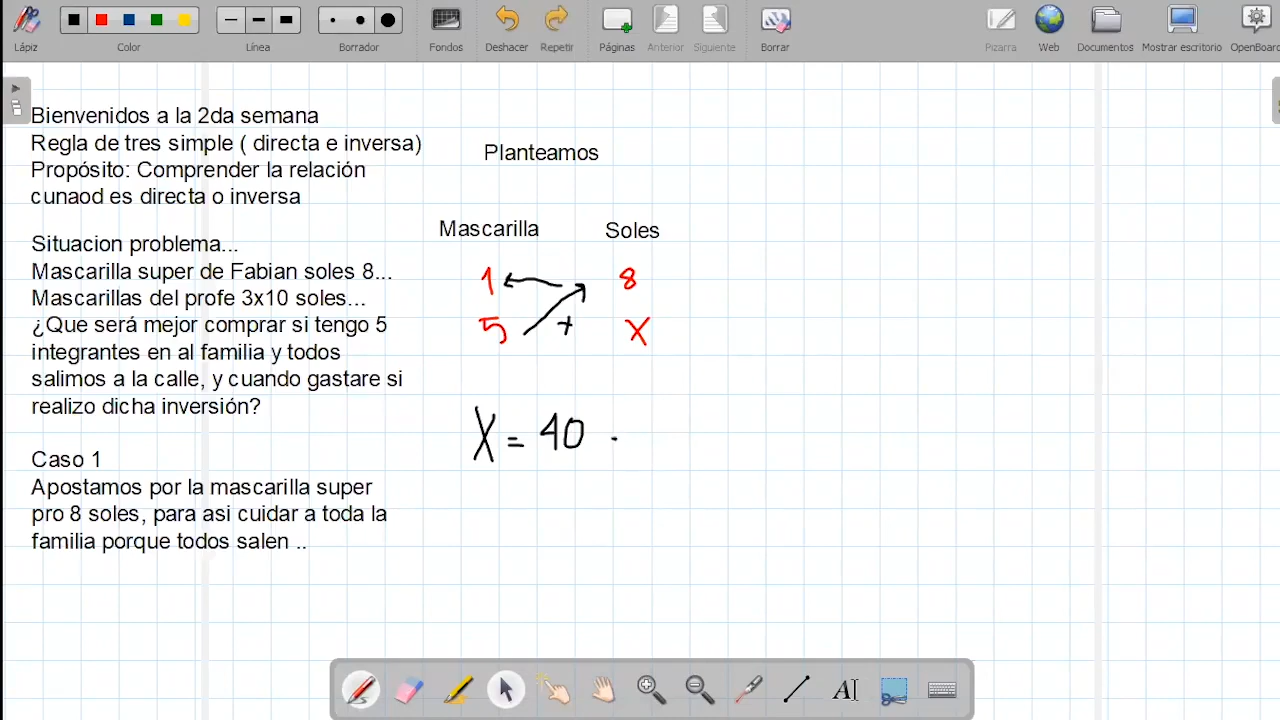 Lápiz
Color
Línea
Borrador
Fondos
Deshacer
Repetir
Páginas
Anterior
Siguiente
Borrar
Pizarra
Web
Documentos
Mostrar escritorio
OpenBoard
Bienvenidos a la 2da semana
Regla de tres simple ( directa e inversa)
Propósito: Comprender la relación
cunaod es directa o inversa
Situacion problema...
Mascarilla super de Fabian soles 8...
Mascarillas del profe 3x10 soles...
¿Que será mejor comprar si tengo 5
integrantes en al familia y todos
salimos a la calle, y cuando gastare si
realizo dicha inversión?
Caso 1
Apostamos por la mascarilla super
pro 8 soles, para asi cuidar a toda la
familia porque todos salen ..
Planteamos
Mascarilla Soles
1 8
5 + X
X = 40